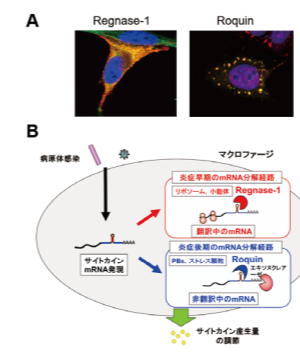 A
Regnase-1
Roquin
B
病原体感染
マクロファージ
炎症早期のmRNA分解経路
リボソーム, 小胞体
Regnase-1
翻訳中のmRNA
AAAA
サイトカイン
mRNA発現
炎症後期のmRNA分解経路
PBs, ストレス顆粒
Roquin
エキソヌクレアーゼ
非翻訳中のmRNA
サイトカイン産生量
の調節